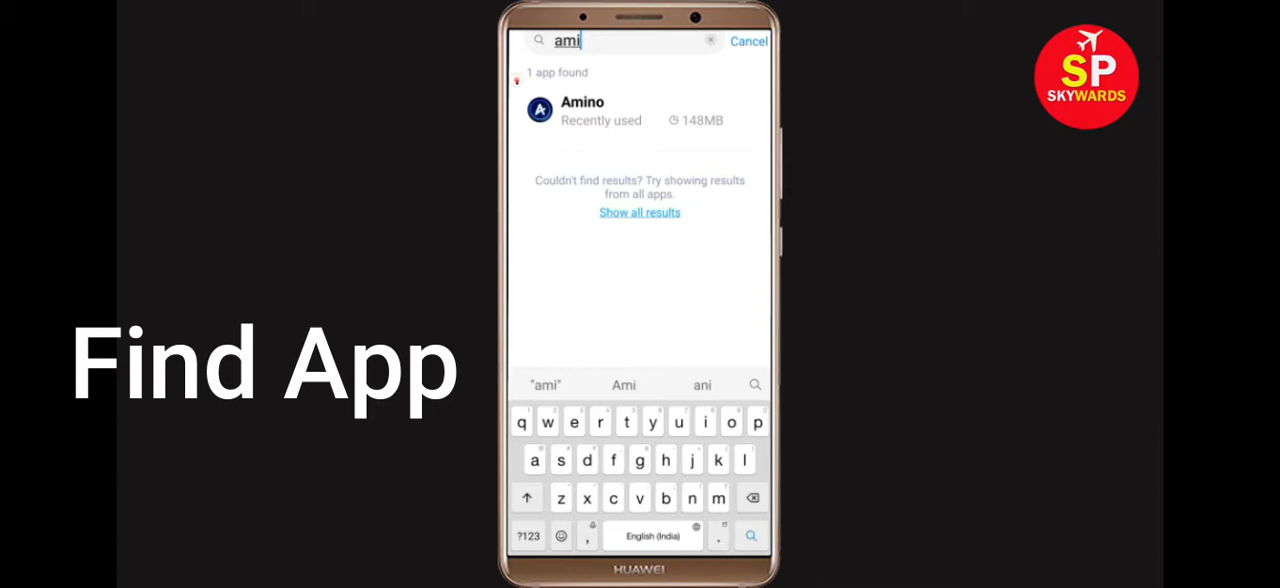 ami
Cancel
1 app found
Amino
Recently used
148MB
Couldn't find results? Try showing results
from all apps.
Show all results
Find App
"ami" Ami ani
q w e r t y u i o p
a s d f g h j k l
z x c v b n m
?123 , English (India) .
HUAWEI
SP
SKYWARDS